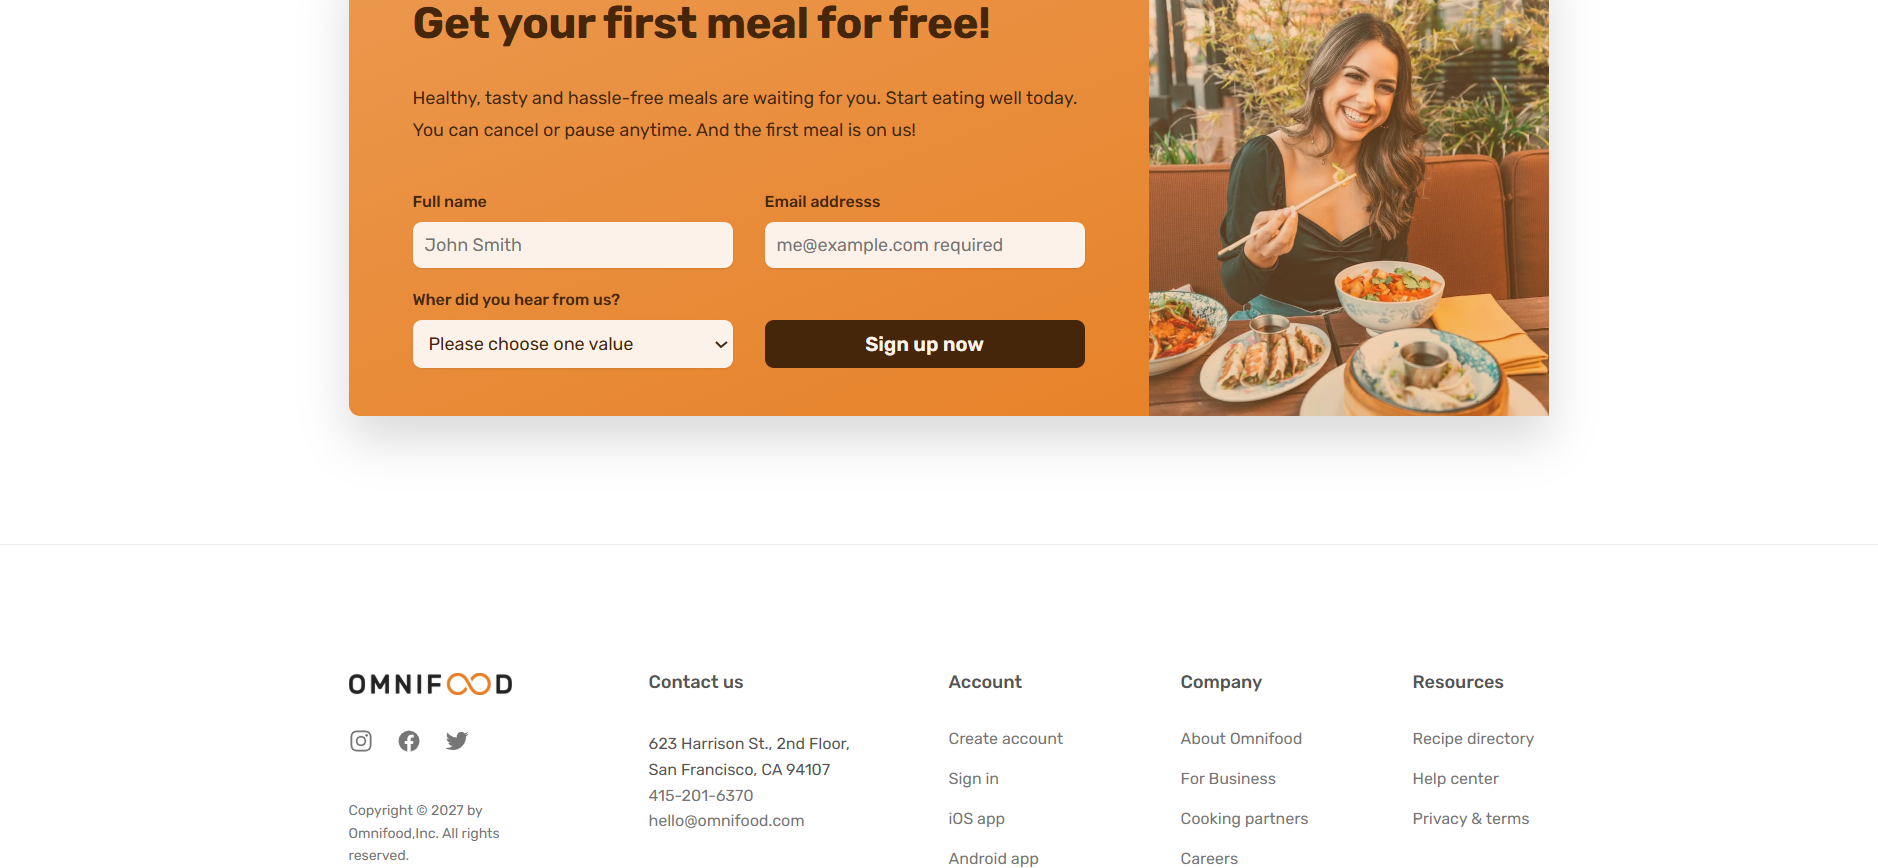 Get your first meal for free!
Healthy, tasty and hassle-free meals are waiting for you. Start eating well today.
You can cancel or pause anytime. And the first meal is on us!
Full name
Email addresss
John Smith
me@example.com required
Wher did you hear from us?
Please choose one value
Sign up now
OMNIFOOD
Copyright © 2027 by
Omnifood,Inc. All rights
reserved.
Contact us
623 Harrison St., 2nd Floor,
San Francisco, CA 94107
415-201-6370
hello@omnifood.com
Account
Create account
Sign in
iOS app
Android app
Company
About Omnifood
For Business
Cooking partners
Careers
Resources
Recipe directory
Help center
Privacy & terms